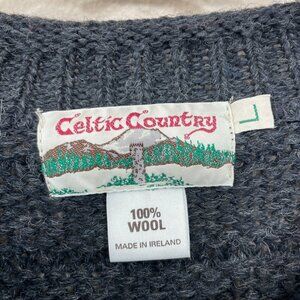 Celtic Country
L
100%
WOOL
MADE IN IRELAND